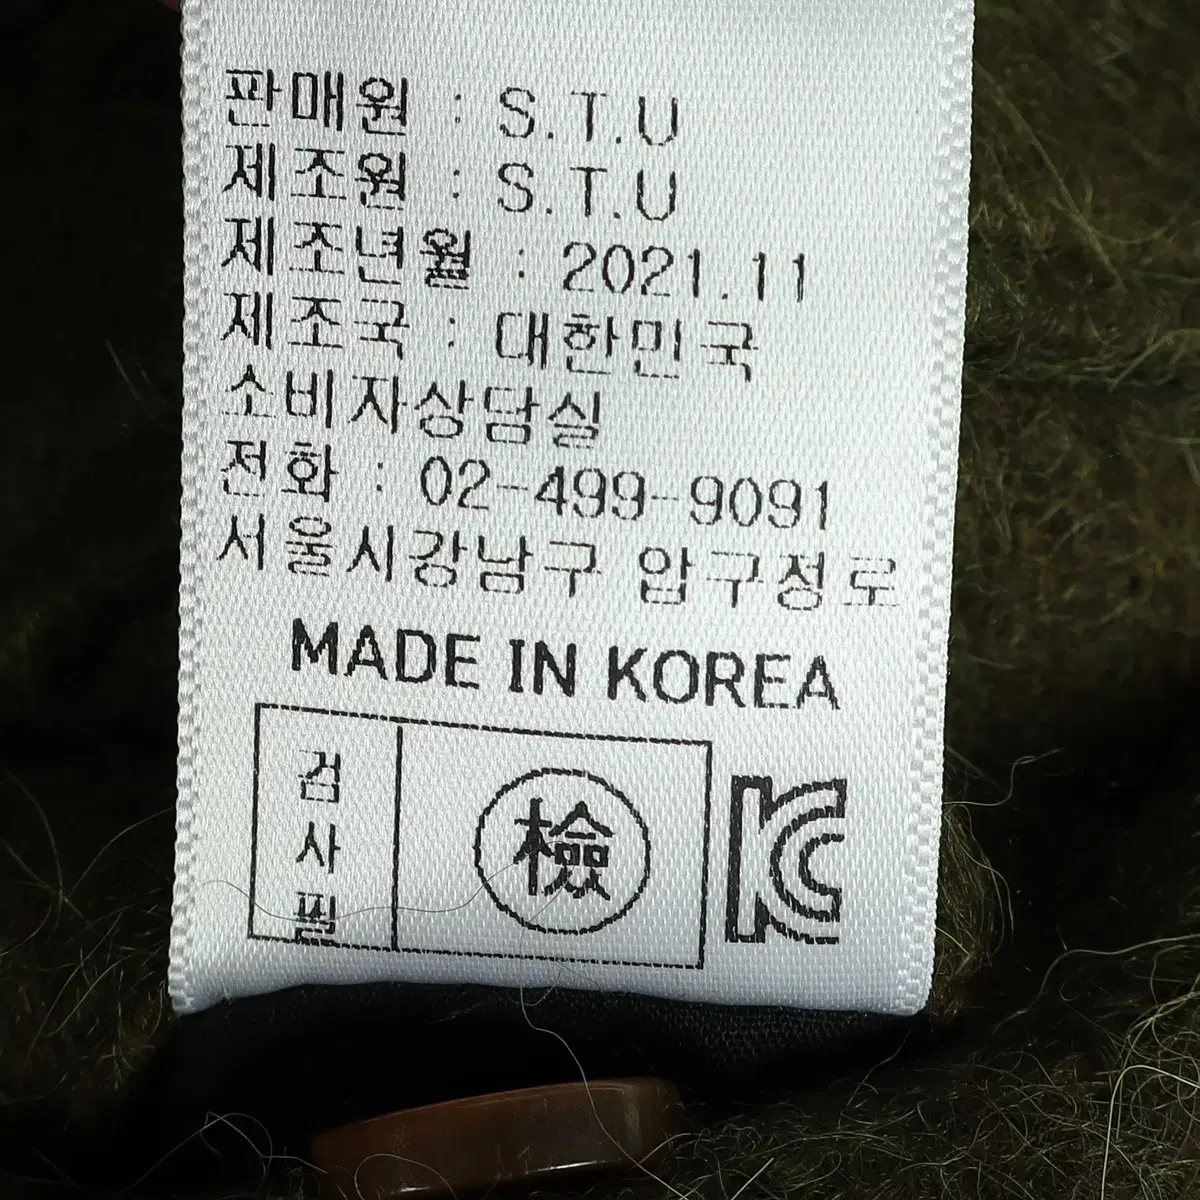 판매원 : S.T.U
제조원 : S.T.U
제조년월 : 2021.11
제조국 : 대한민국
소비자상담실
전화 : 02-499-9091
서울시강남구 압구정로
MADE IN KOREA
검사필
檢
KC